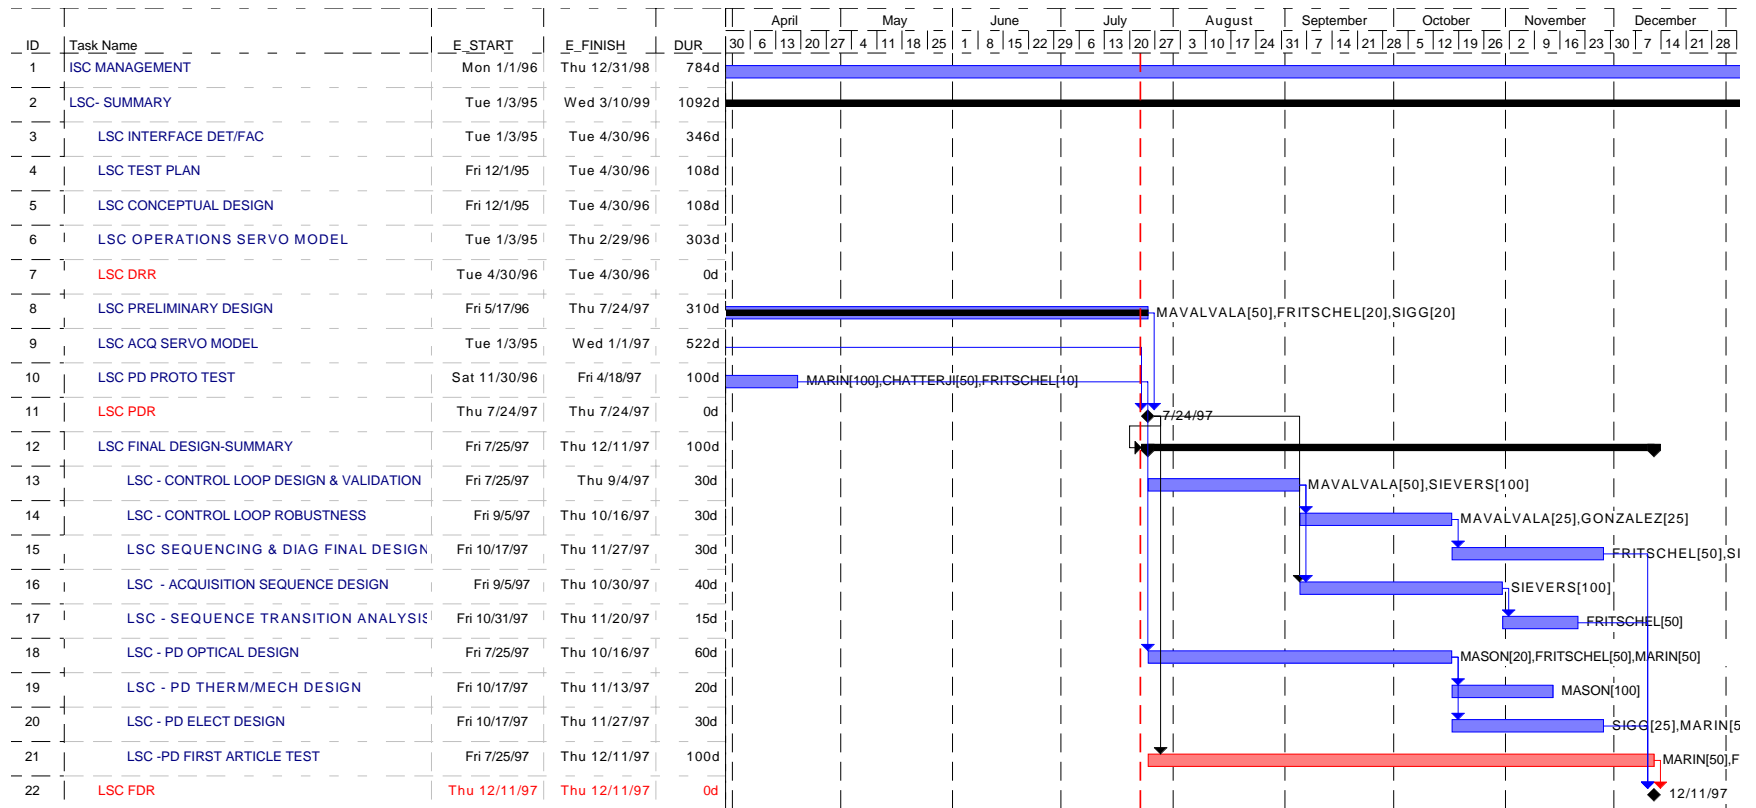 April May June July August September October November December
ID Task Name E_START E_FINISH DUR 30 6 13 20 27 4 11 18 25 1 8 15 22 29 6 13 20 27 3 10 17 24 31 7 14 21 28 5 12 19 26 2 9 16 23 30 7 14 21 28
1 ISC MANAGEMENT Mon 1/1/96 Thu 12/31/98 784d
2 LSC- SUMMARY Tue 1/3/95 Wed 3/10/99 1092d
3 LSC INTERFACE DET/FAC Tue 1/3/95 Tue 4/30/96 346d
4 LSC TEST PLAN Fri 12/1/95 Tue 4/30/96 108d
5 LSC CONCEPTUAL DESIGN Fri 12/1/95 Tue 4/30/96 108d
6 LSC OPERATIONS SERVO MODEL Tue 1/3/95 Thu 2/29/96 303d
7 LSC DRR Tue 4/30/96 Tue 4/30/96 0d
8 LSC PRELIMINARY DESIGN Fri 5/17/96 Thu 7/24/97 310d MAVALVALA[50],FRITSCHEL[20],SIGG[20]
9 LSC ACQ SERVO MODEL Tue 1/3/95 Wed 1/1/97 522d
10 LSC PD PROTO TEST Sat 11/30/96 Fri 4/18/97 100d MARIN[100],CHATTERJI[50],FRITSCHEL[10]
11 LSC PDR Thu 7/24/97 Thu 7/24/97 0d 7/24/97
12 LSC FINAL DESIGN-SUMMARY Fri 7/25/97 Thu 12/11/97 100d
13 LSC - CONTROL LOOP DESIGN & VALIDATION Fri 7/25/97 Thu 9/4/97 30d MAVALVALA[50],SIEVERS[100]
14 LSC - CONTROL LOOP ROBUSTNESS Fri 9/5/97 Thu 10/16/97 30d MAVALVALA[25],GONZALEZ[25]
15 LSC SEQUENCING & DIAG FINAL DESIGN Fri 10/17/97 Thu 11/27/97 30d FRITSCHEL[50],SI
16 LSC - ACQUISITION SEQUENCE DESIGN Fri 9/5/97 Thu 10/30/97 40d SIEVERS[100]
17 LSC - SEQUENCE TRANSITION ANALYSIS Fri 10/31/97 Thu 11/20/97 15d FRITSCHEL[50]
18 LSC - PD OPTICAL DESIGN Fri 7/25/97 Thu 10/16/97 60d MASON[20],FRITSCHEL[50],MARIN[50]
19 LSC - PD THERM/MECH DESIGN Fri 10/17/97 Thu 11/13/97 20d MASON[100]
20 LSC - PD ELECT DESIGN Fri 10/17/97 Thu 11/27/97 30d SIGG[25],MARIN[5
21 LSC -PD FIRST ARTICLE TEST Fri 7/25/97 Thu 12/11/97 100d MARIN[50],F
22 LSC FDR Thu 12/11/97 Thu 12/11/97 0d 12/11/97